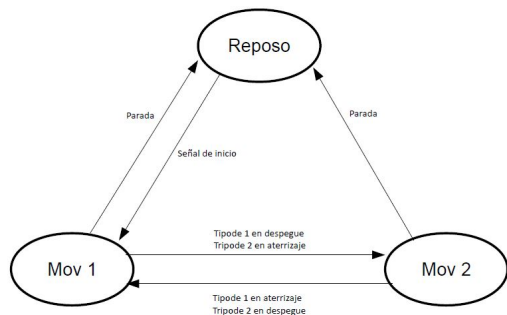 Reposo
Parada
Parada
Señal de inicio
Tipode 1 en despegue
Tripode 2 en aterrizaje
Mov 1
Mov 2
Tipode 1 en aterrizaje
Tripode 2 en despegue